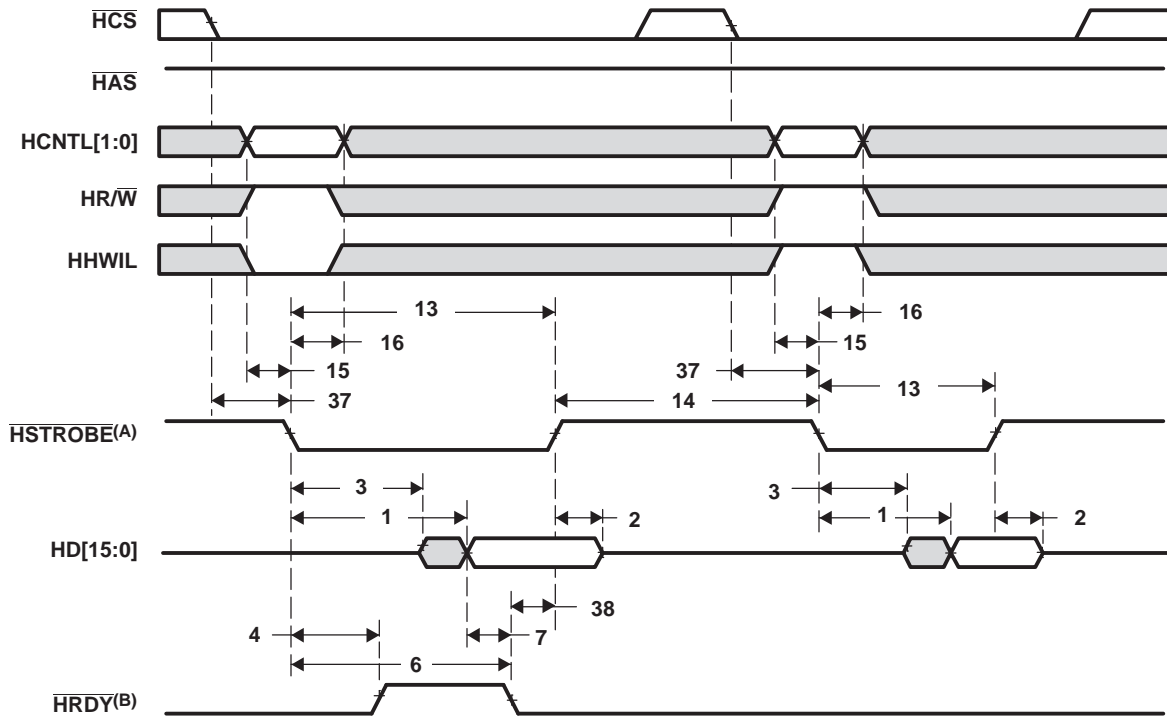 HCS
HAS
HCNTL[1:0]
HR/W
HHWIL
13
16
16
15
15
37
37
13
14
HSTROBE(A)
3
3
1
1
2
2
HD[15:0]
38
4
7
6
HRDY(B)